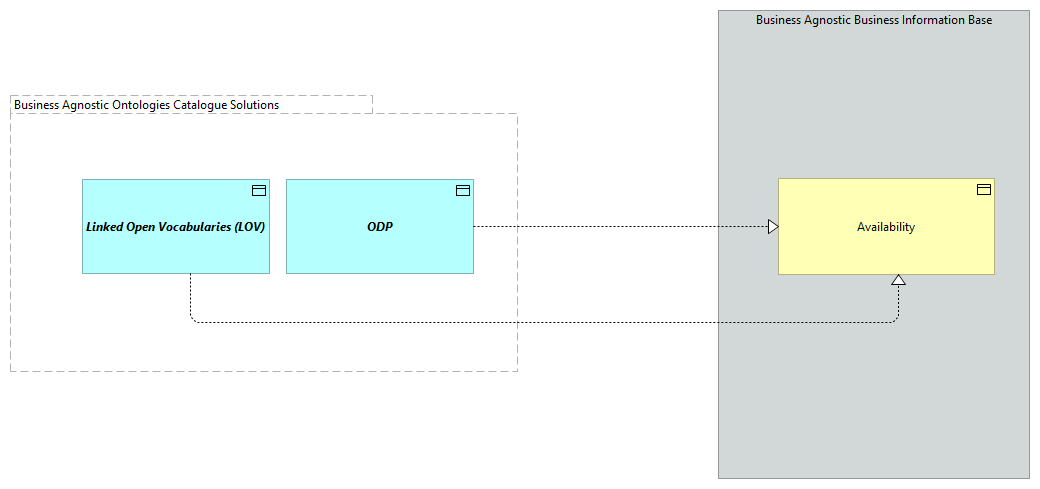 Business Agnostic Business Information Base
Business Agnostic Ontologies Catalogue Solutions
Linked Open Vocabularies (LOV)
ODP
Availability